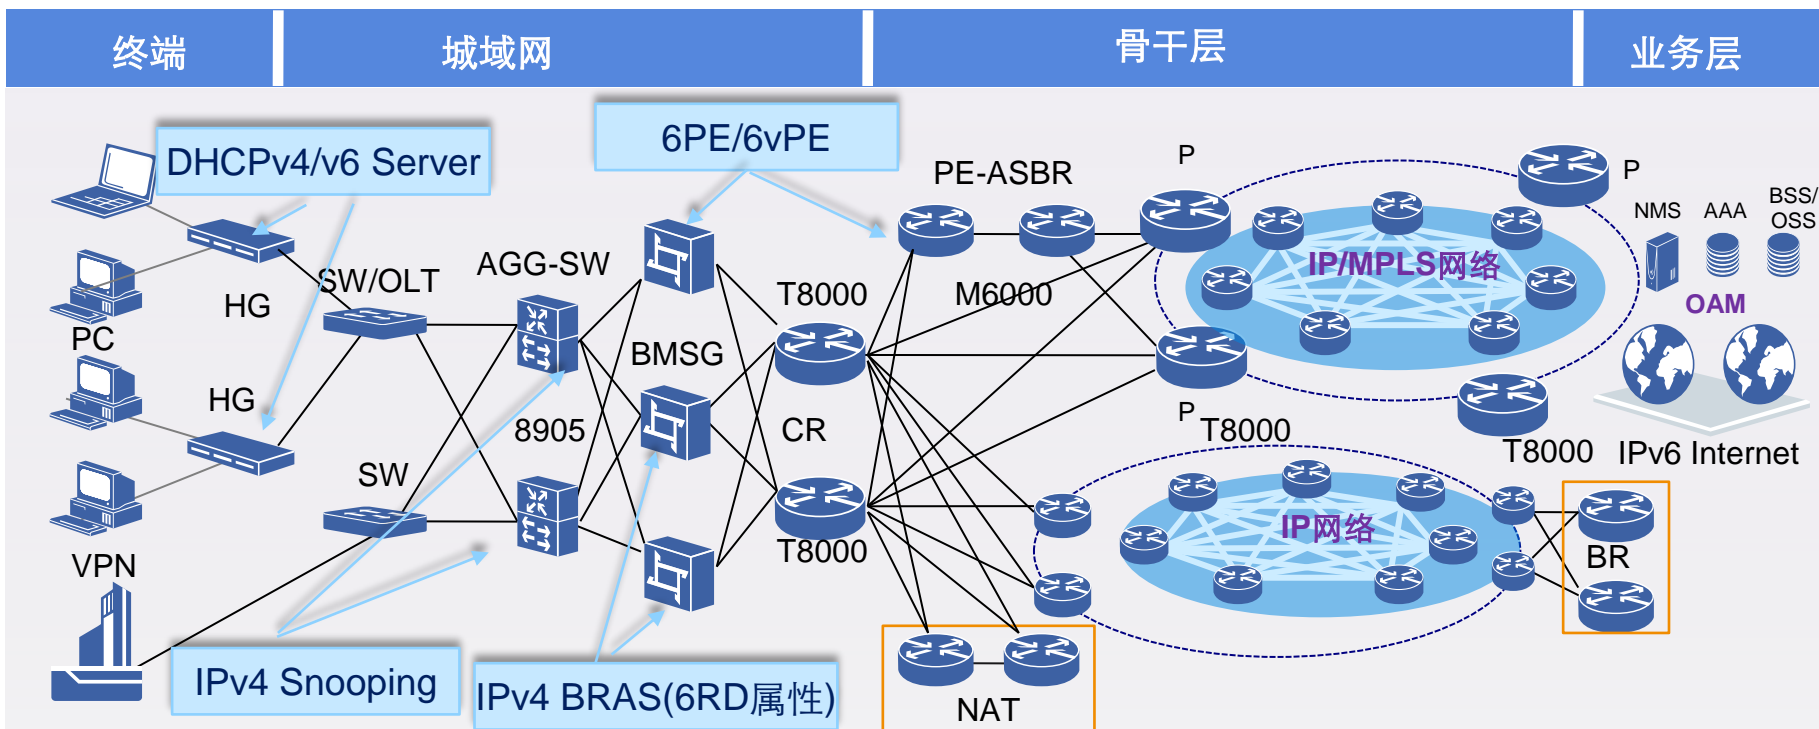 终端
城域网
骨干层
业务层
DHCPv4/v6 Server
6PE/6vPE
PE-ASBR
P
P
NMS
AAA
BSS/
OSS
SW/OLT
AGG-SW
HG
T8000
M6000
IP/MPLS网络
OAM
PC
BMSG
HG
8905
CR
P
T8000
T8000
IPv6 Internet
SW
T8000
IP网络
BR
VPN
IPv4 Snooping
IPv4 BRAS(6RD属性)
NAT